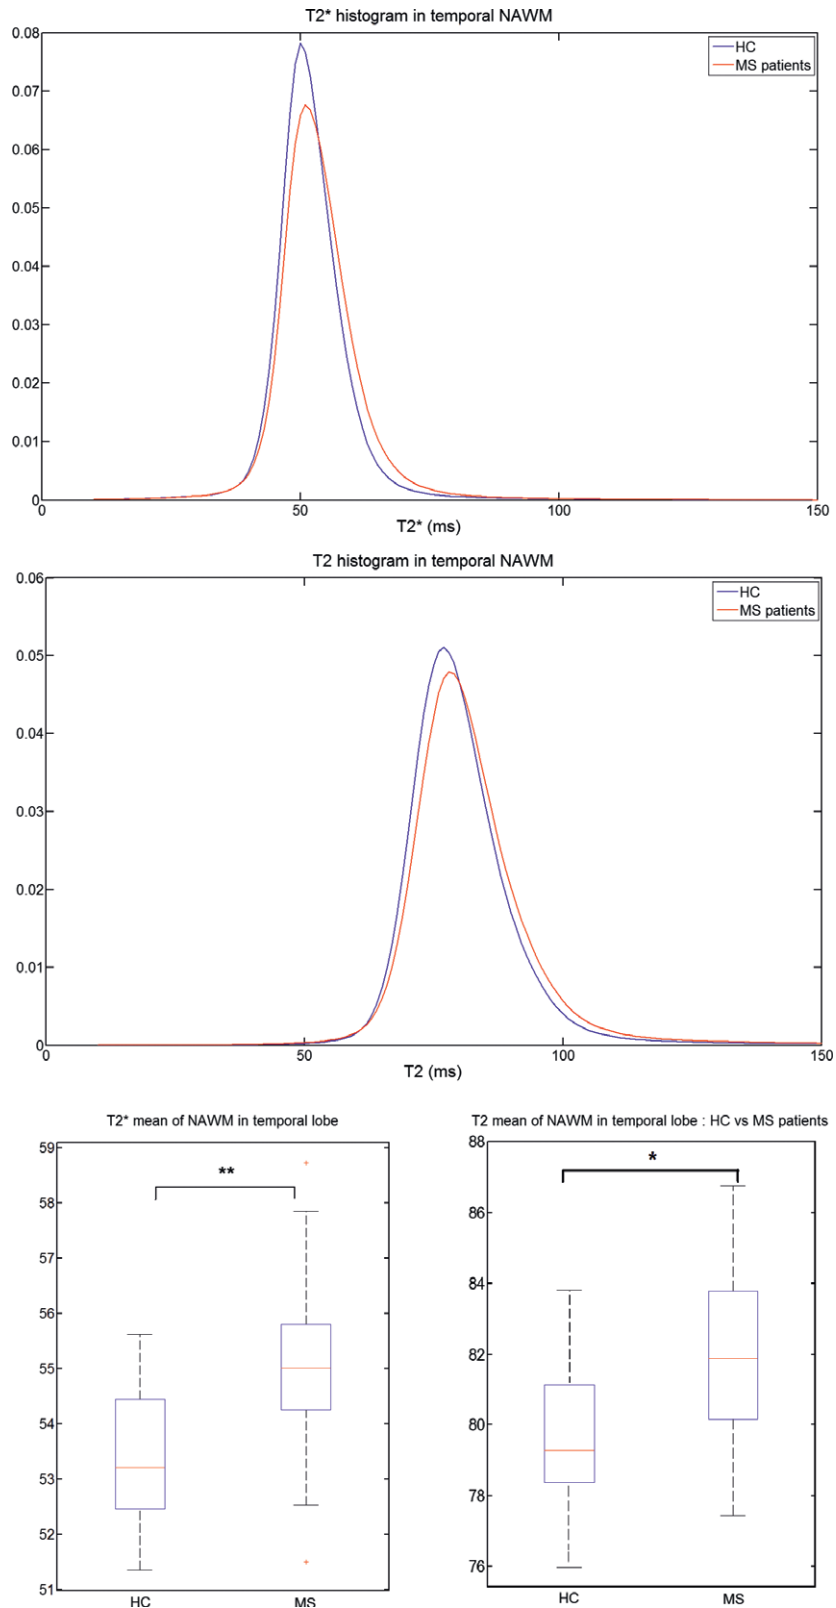 T2* histogram in temporal NAWM
0.08
0.07
0.06
0.05
0.04
0.03
0.02
0.01
0
HC
MS patients
0 50 100 150
T2* (ms)
T2 histogram in temporal NAWM
0.06
0.05
0.04
0.03
0.02
0.01
0
HC
MS patients
0 50 100 150
T2 (ms)
T2* mean of NAWM in temporal lobe
59
58
57
56
55
54
53
52
51
**
HC MS
T2 mean of NAWM in temporal lobe : HC vs MS patients
88
86
84
82
80
78
76
*
HC MS